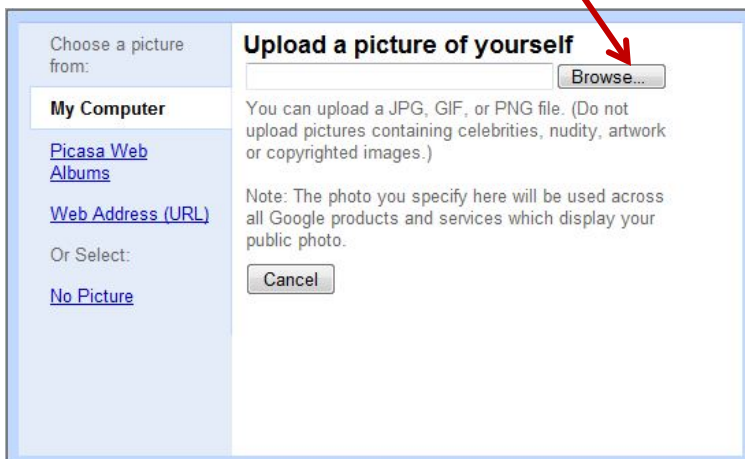 Choose a picture
from:
My Computer
Picasa Web
Albums
Web Address (URL)
Or Select:
No Picture
Upload a picture of yourself
Browse...
You can upload a JPG, GIF, or PNG file. (Do not
upload pictures containing celebrities, nudity, artwork
or copyrighted images.)
Note: The photo you specify here will be used across
all Google products and services which display your
public photo.
Cancel